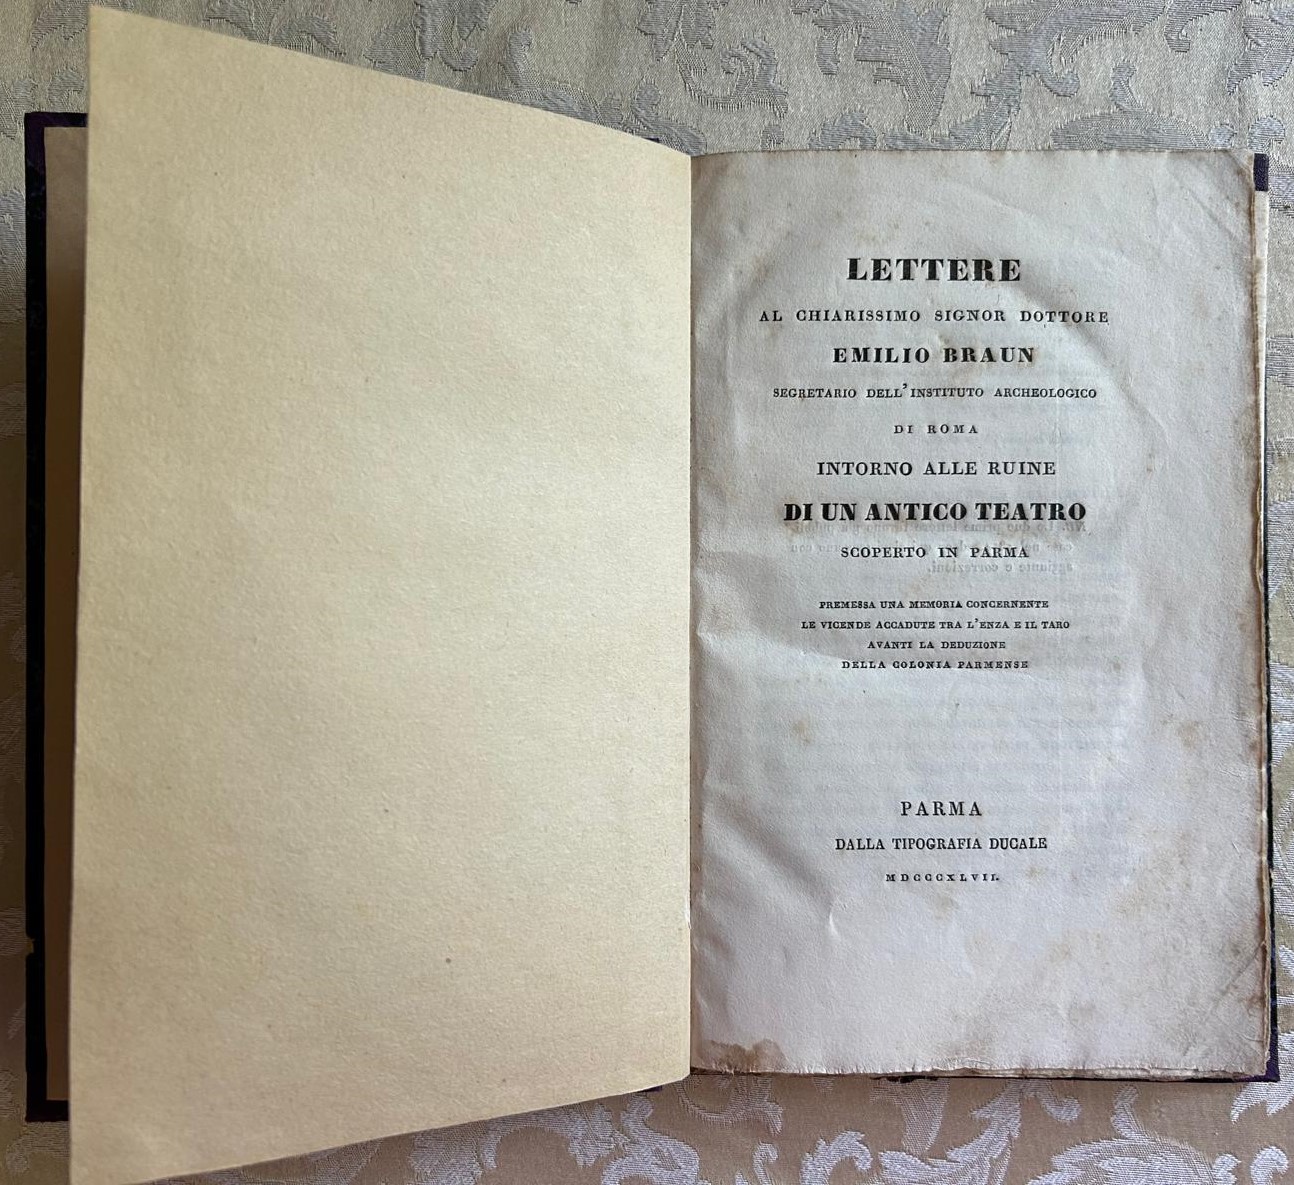 LETTERE
AL CHIARISSIMO SIGNOR DOTTORE
EMILIO BRAUN
SEGRETARIO DELL'INSTITUTO ARCHEOLOGICO
DI ROMA
INTORNO ALLE RUINE
DI UN ANTICO TEATRO
SCOPERTO IN PARMA
PREMESSA UNA MEMORIA CONCERNENTE
LE VICENDE ACCADUTE TRA L'ENZA E IL TARO
AVANTI LA DEDUZIONE
DELLA COLONIA PARMENSE
PARMA
DALLA TIPOGRAFIA DUCALE
MDCCCXLVII.